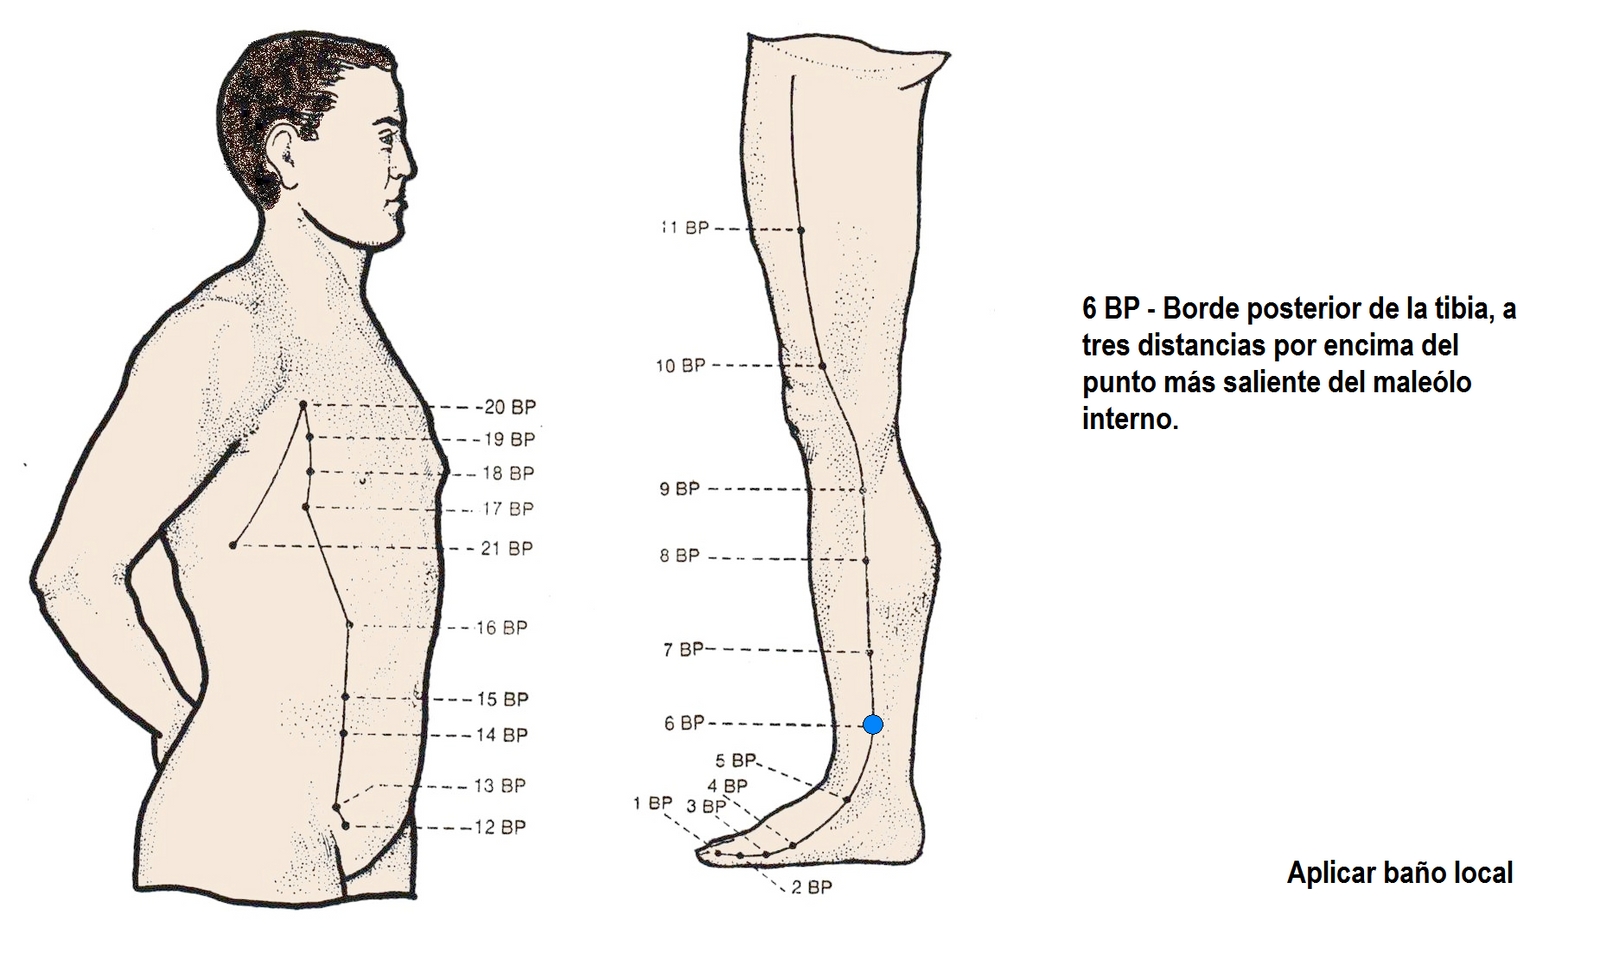 20 BP
19 BP
18 BP
17 BP
21 BP
16 BP
15 BP
14 BP
13 BP
12 BP
11 BP
10 BP
9 BP
8 BP
7 BP
6 BP
5 BP
4 BP
1 BP 3 BP
2 BP
6 BP - Borde posterior de la tibia, a
tres distancias por encima del
punto más saliente del maleólo
interno.
Aplicar baño local